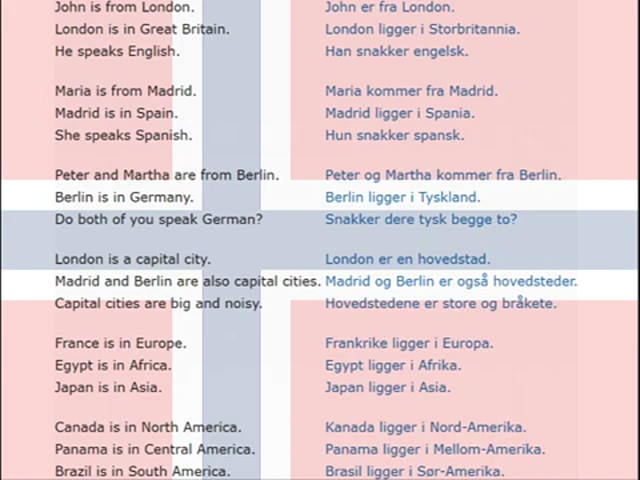 John is from London. John er fra London.
London is in Great Britain. London ligger i Storbritannia.
He speaks English. Han snakker engelsk.
Maria is from Madrid. Maria kommer fra Madrid.
Madrid is in Spain. Madrid ligger i Spania.
She speaks Spanish. Hun snakker spansk.
Peter and Martha are from Berlin. Peter og Martha kommer fra Berlin.
Berlin is in Germany. Berlin ligger i Tyskland.
Do both of you speak German? Snakker dere tysk begge to?
London is a capital city. London er en hovedstad.
Madrid and Berlin are also capital cities. Madrid og Berlin er også hovedsteder.
Capital cities are big and noisy. Hovedstedene er store og bråkete.
France is in Europe. Frankrike ligger i Europa.
Egypt is in Africa. Egypt ligger i Afrika.
Japan is in Asia. Japan ligger i Asia.
Canada is in North America. Kanada ligger i Nord-Amerika.
Panama is in Central America. Panama ligger i Mellom-Amerika.
Brazil is in South America. Brasil ligger i Sør-Amerika.